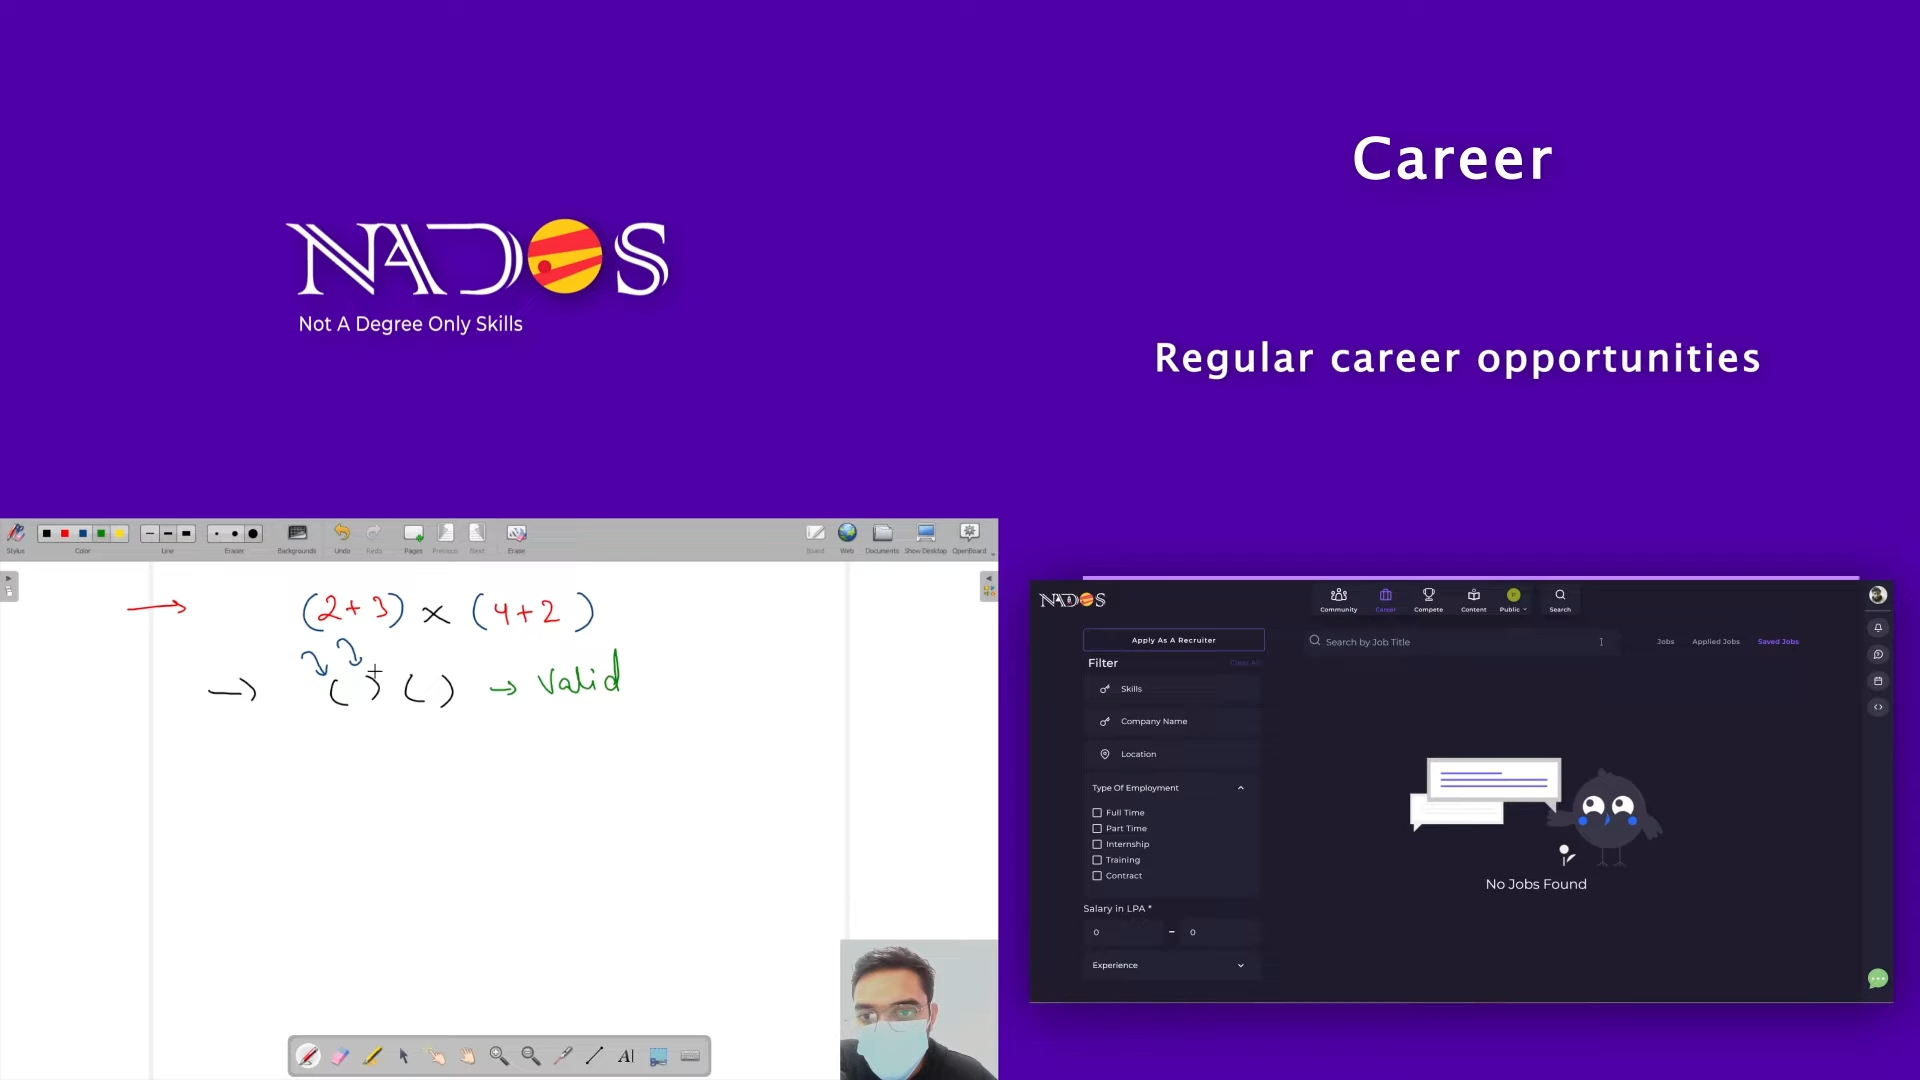 NADOS
Not A Degree Only Skills
Career
Regular career opportunities
Stylus Color Line Eraser Backgrounds Undo Redo Pages Previous Next Erase Board Web Documents Show Desktop OpenBoard
→ (2+3) × (4+2)
→ ( ) ( ) → Valid
NADOS
Community Career Compete Content Public Search
Apply As A Recruiter
Search by Job Title
Jobs Applied Jobs Saved Jobs
Filter Clear All
Skills
Company Name
Location
Type Of Employment
Full Time
Part Time
Internship
Training
Contract
No Jobs Found
Salary in LPA *
0 – 0
Experience